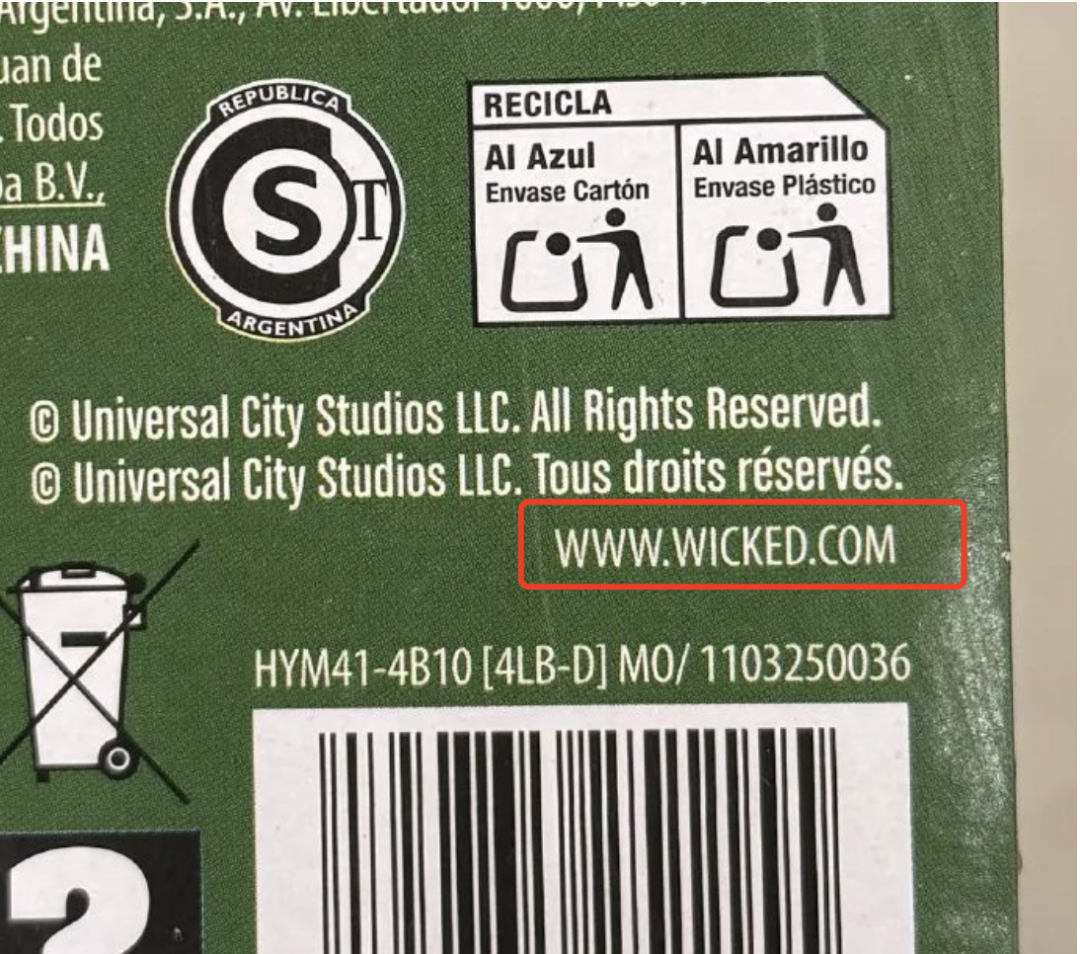 Argentina, S.A., Av. Libertador 1000,
uan de
. Todos
a B.V.,
CHINA
REPUBLICA
CST
ARGENTINA
RECICLA
Al Azul
Envase Cartón
Al Amarillo
Envase Plástico
© Universal City Studios LLC. All Rights Reserved.
© Universal City Studios LLC. Tous droits réservés.
WWW.WICKED.COM
HYM41-4B10 [4LB-D] MO/ 1103250036
?